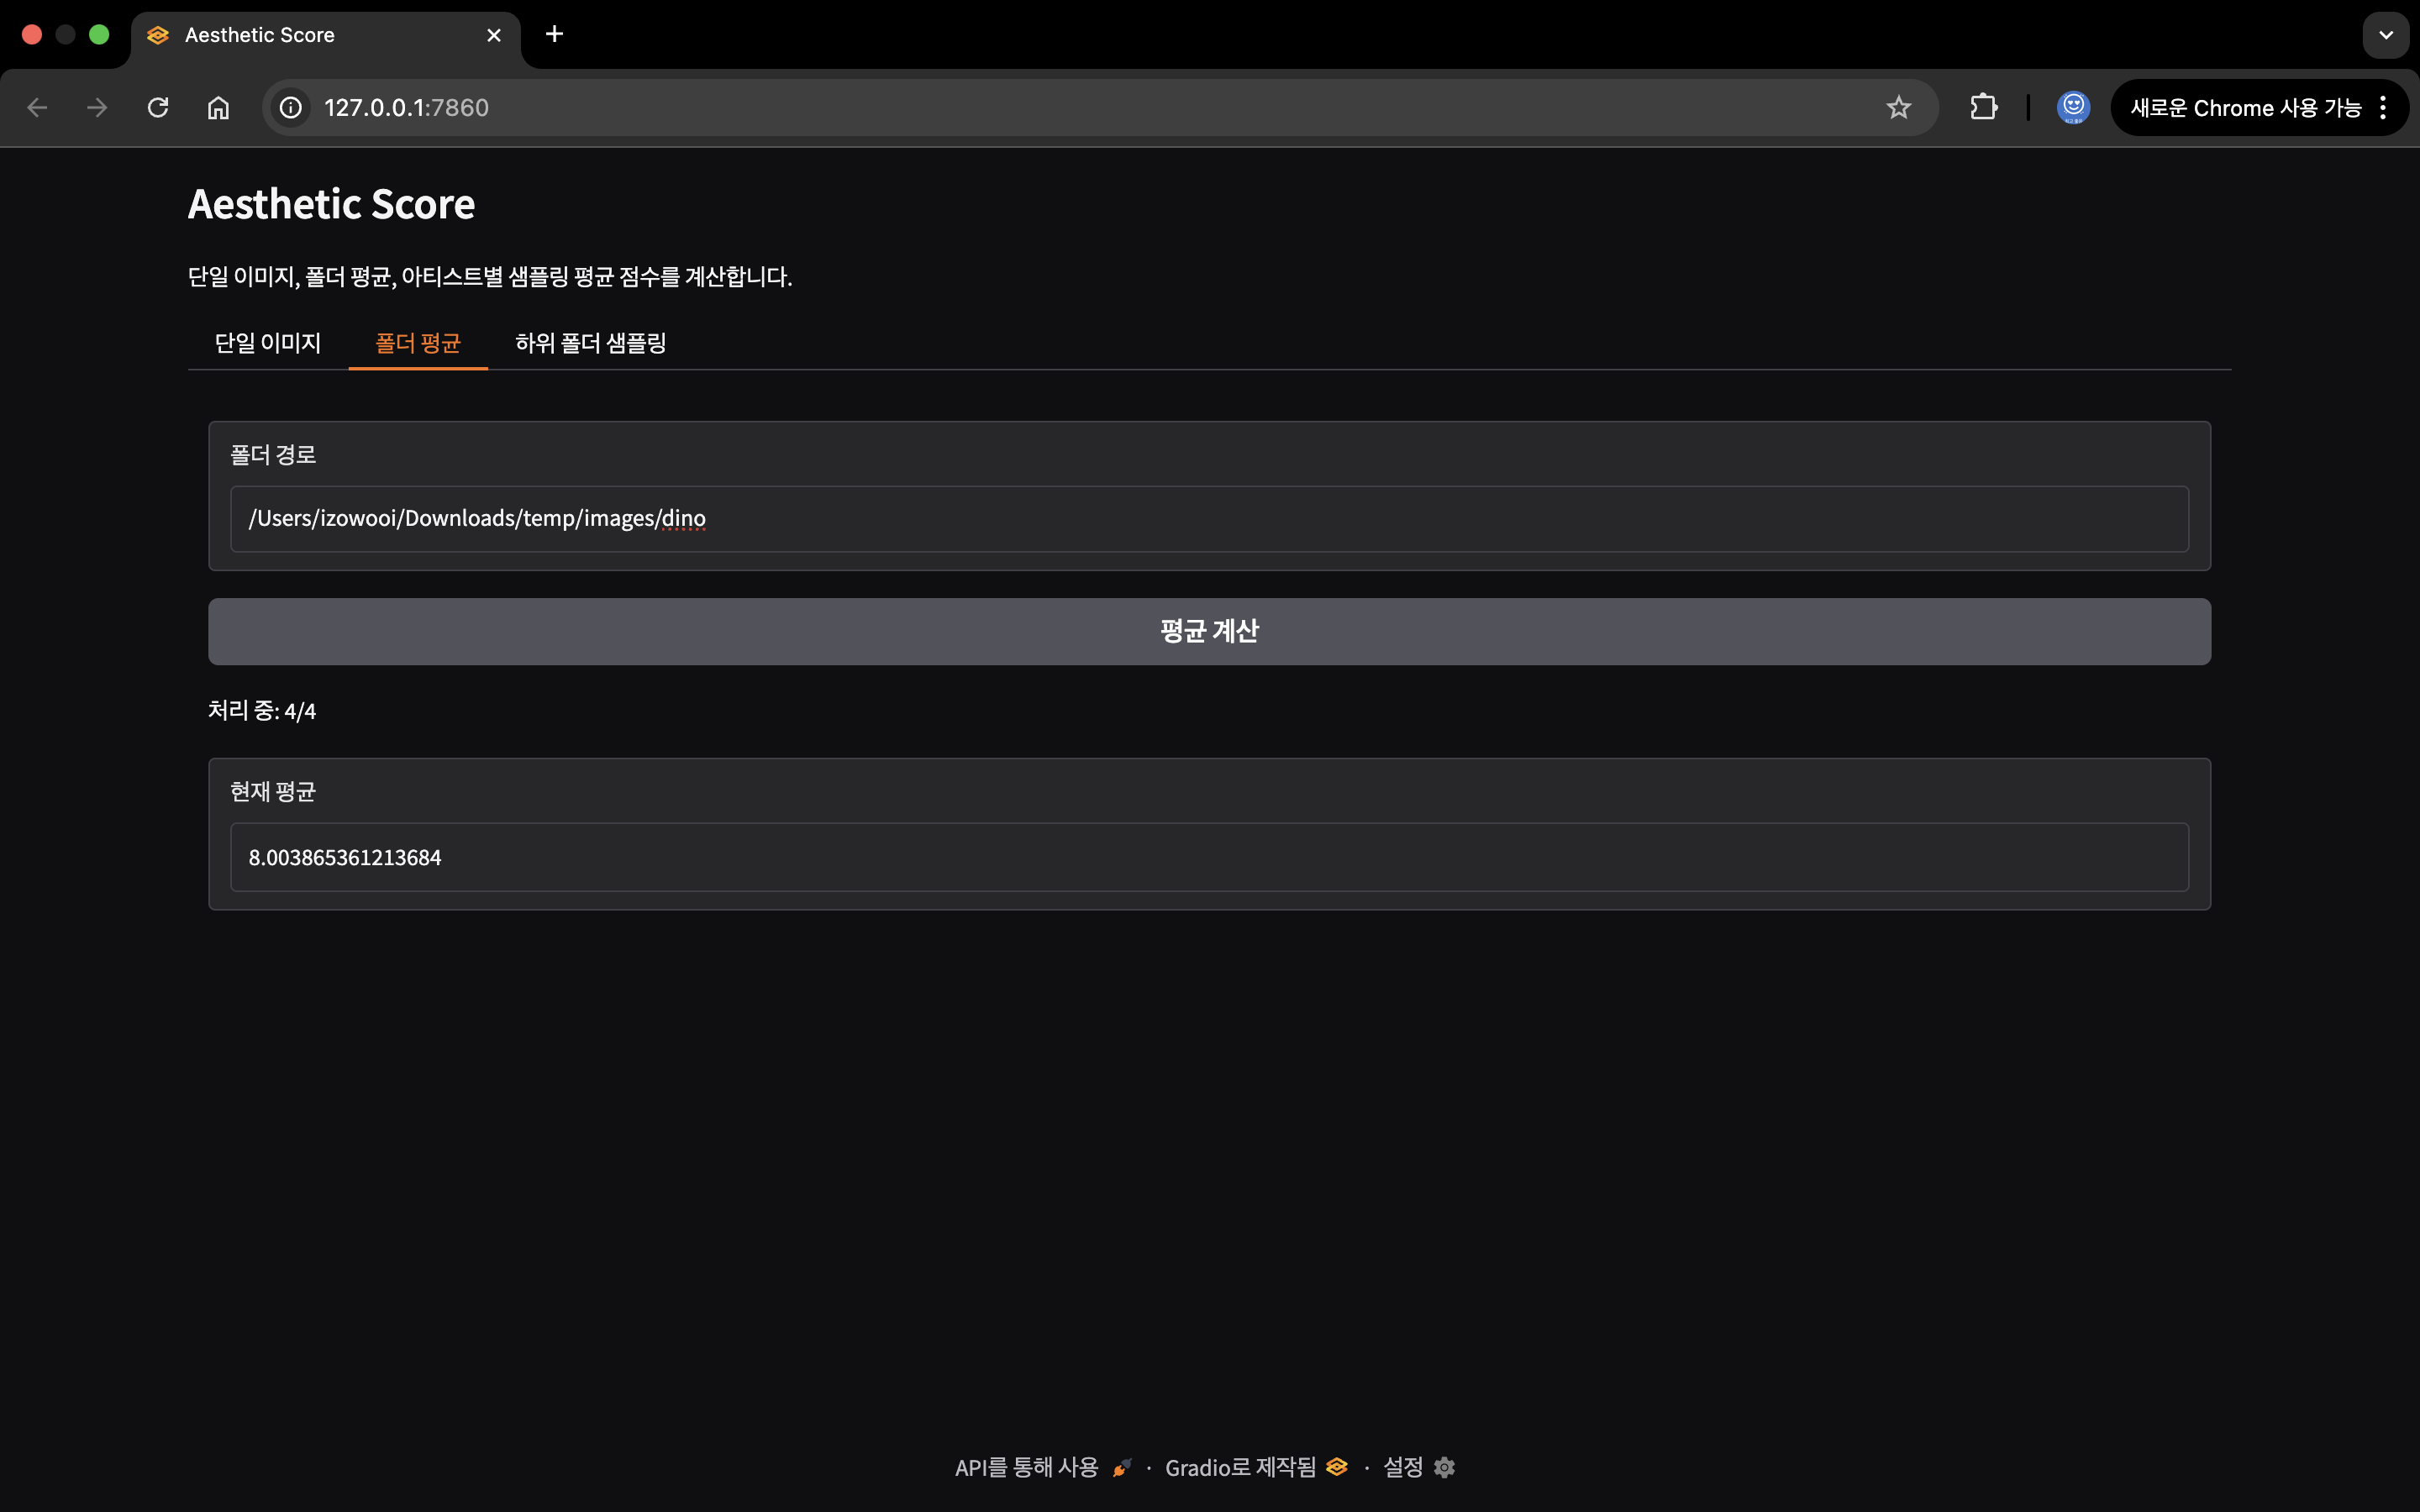 Aesthetic Score
127.0.0.1:7860
새로운 Chrome 사용 가능
Aesthetic Score
단일 이미지, 폴더 평균, 아티스트별 샘플링 평균 점수를 계산합니다.
단일 이미지 폴더 평균 하위 폴더 샘플링
폴더 경로
/Users/izowooi/Downloads/temp/images/dino
평균 계산
처리 중: 4/4
현재 평균
8.003865361213684
API를 통해 사용 · Gradio로 제작됨 · 설정